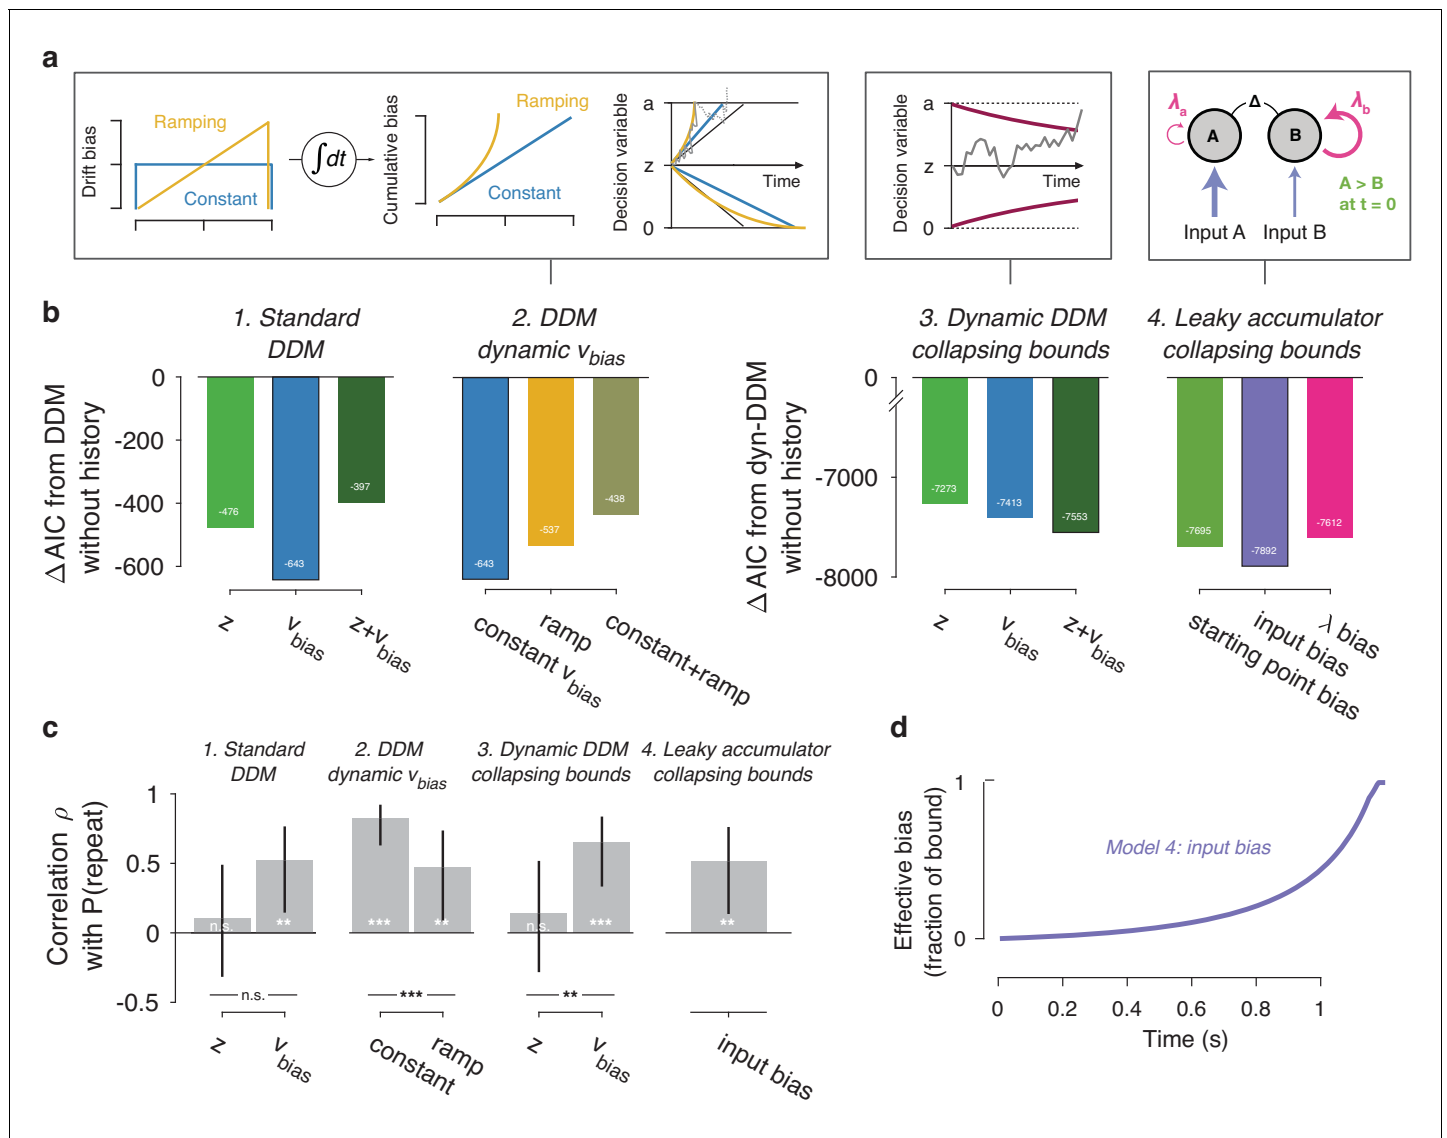 a
Drift bias
Ramping
Constant
∫dt
Cumulative bias
Ramping
Constant
Decision variable
a
z
0
Time
Decision variable
a
z
0
Time
λa
Δ
λb
A
B
A > B
at t = 0
Input A
Input B
b
1. Standard
DDM
2. DDM
dynamic vbias
3. Dynamic DDM
collapsing bounds
4. Leaky accumulator
collapsing bounds
Δ AIC from DDM
without history
0
-200
-400
-600
-476
-643
-397
-643
-537
-438
z
vbias
z+vbias
constant vbias
ramp
constant+ramp
Δ AIC from dyn-DDM
without history
0
-7000
-8000
-7273
-7413
-7553
-7695
-7892
-7612
z
vbias
z+vbias
starting point bias
input bias
λ bias
c
1. Standard
DDM
2. DDM
dynamic vbias
3. Dynamic DDM
collapsing bounds
4. Leaky accumulator
collapsing bounds
Correlation ρ
with P(repeat)
1
0.5
0
-0.5
n.s.
**
***
**
n.s.
***
**
n.s.
***
**
z
vbias
constant
ramp
z
vbias
input bias
d
Effective bias
(fraction of bound)
1
0
Model 4: input bias
0
0.2
0.4
0.6
0.8
1
Time (s)